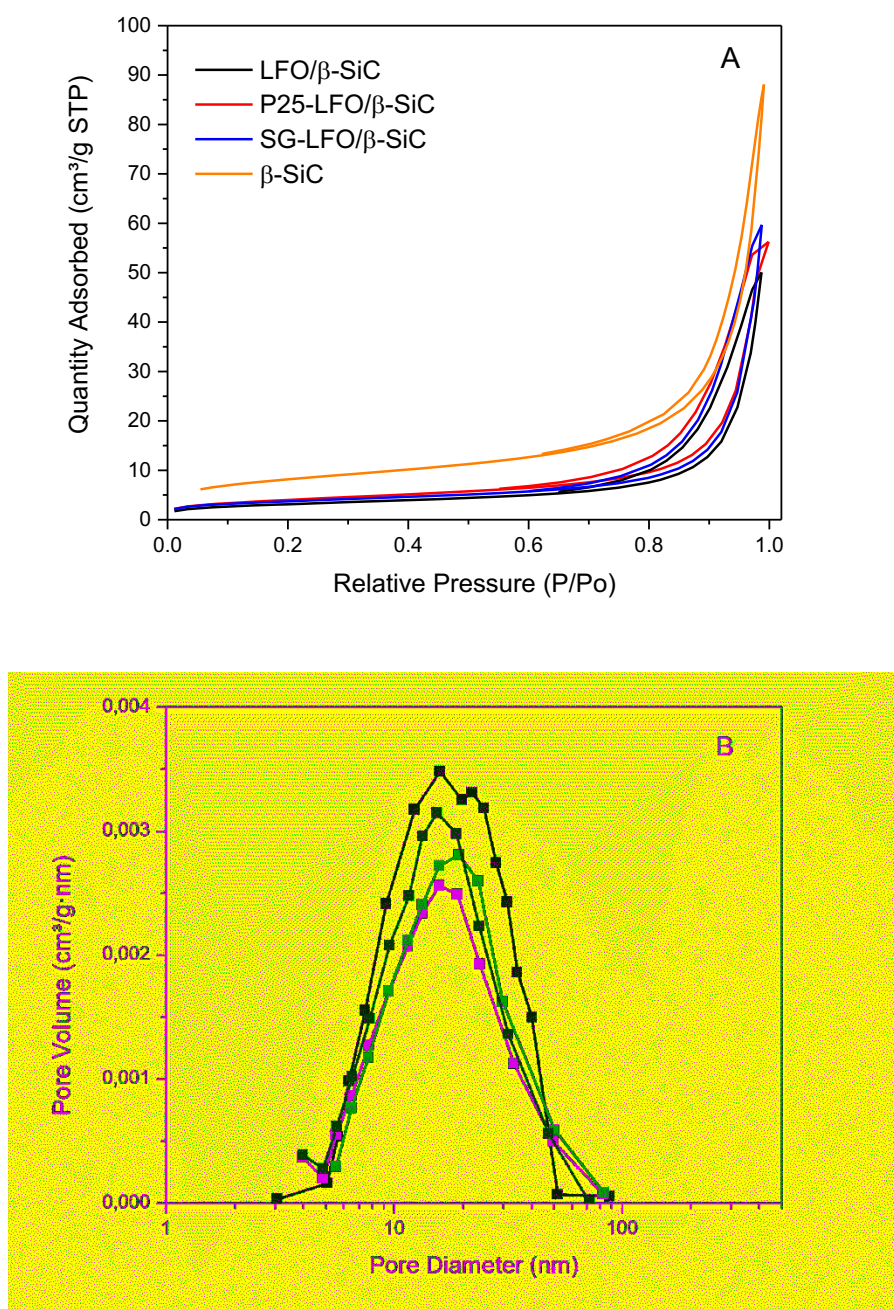 A
LFO/β-SiC
P25-LFO/β-SiC
SG-LFO/β-SiC
β-SiC
Quantity Adsorbed (cm³/g STP)
100
90
80
70
60
50
40
30
20
10
0
0.0 0.2 0.4 0.6 0.8 1.0
Relative Pressure (P/Po)
B
Pore Volume (cm³/g·nm)
0,004
0,003
0,002
0,001
0,000
1 10 100
Pore Diameter (nm)